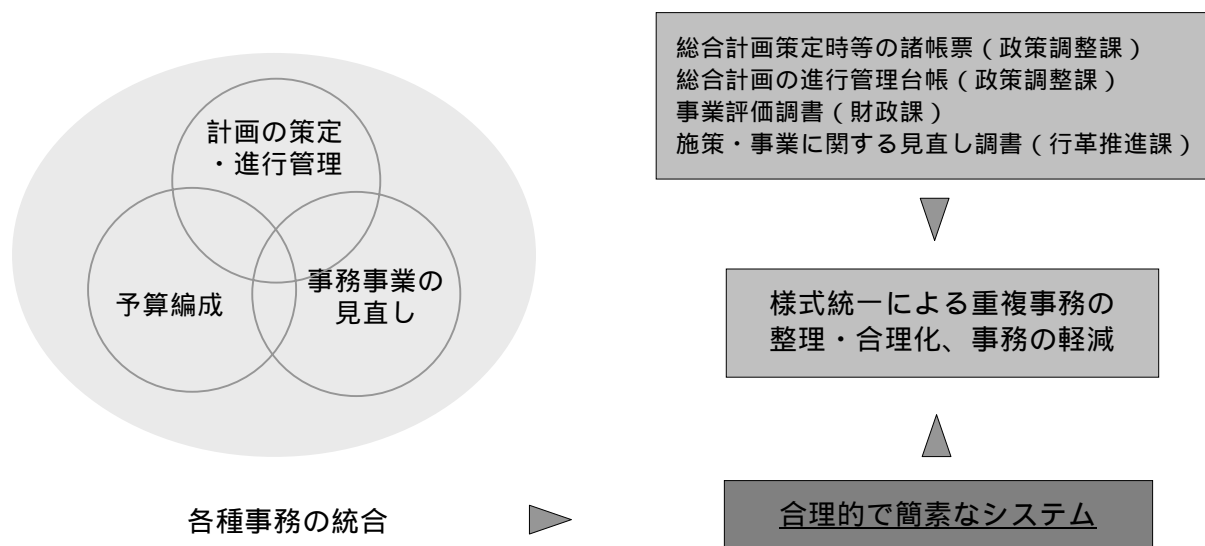 計画の策定
・進行管理
予算編成
事務事業の
見直し
各種事務の統合
総合計画策定時等の諸帳票（政策調整課）
総合計画の進行管理台帳（政策調整課）
事業評価調書（財政課）
施策・事業に関する見直し調書（行革推進課）
様式統一による重複事務の
整理・合理化、事務の軽減
合理的で簡素なシステム